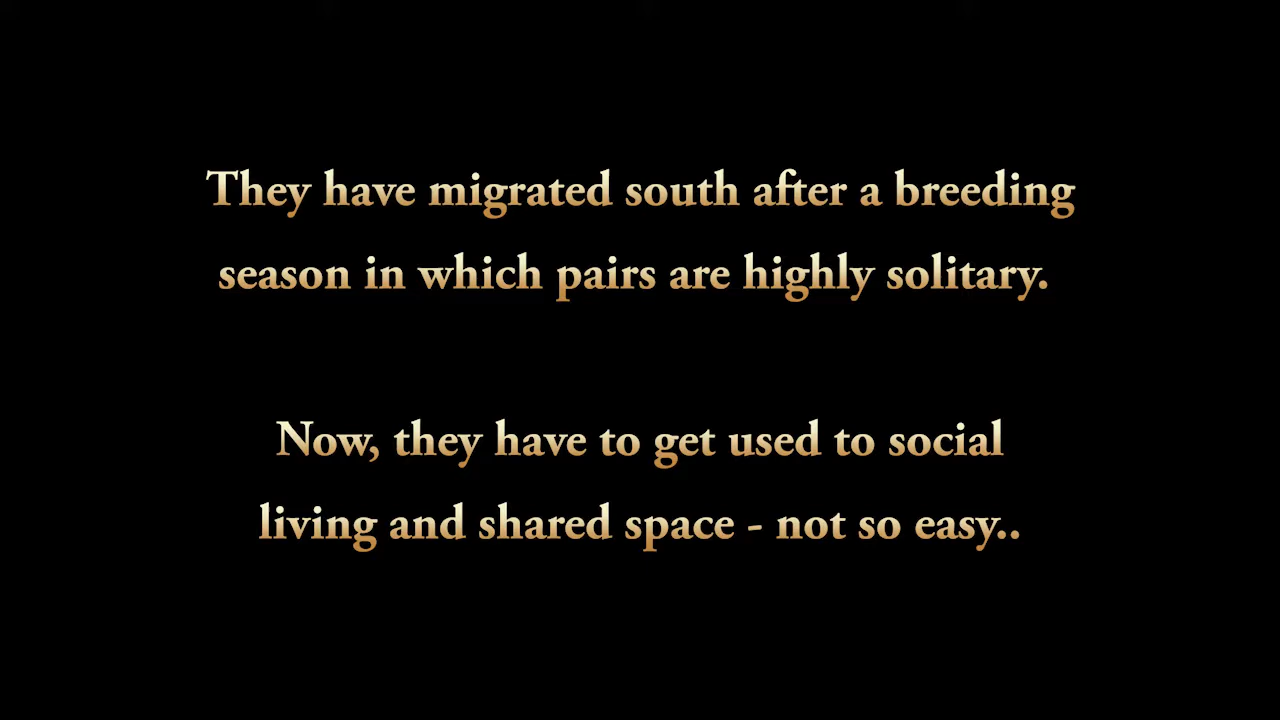 They have migrated south after a breeding
season in which pairs are highly solitary.
Now, they have to get used to social
living and shared space - not so easy..